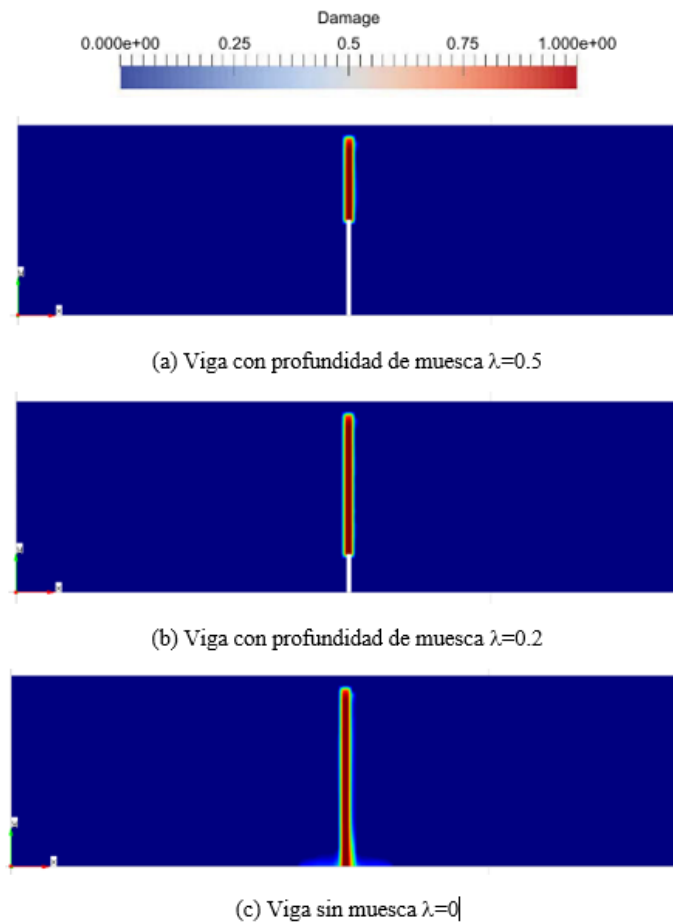 Damage
0.000e+00 0.25 0.5 0.75 1.000e+00
(a) Viga con profundidad de muesca λ=0.5
(b) Viga con profundidad de muesca λ=0.2
(c) Viga sin muesca λ=0